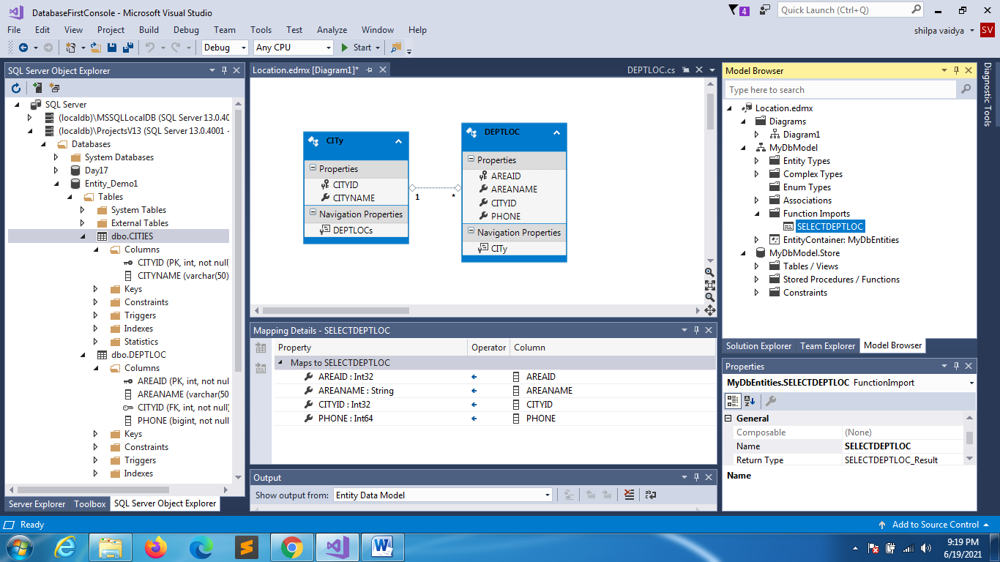 DatabaseFirstConsole - Microsoft Visual Studio
4
Quick Launch (Ctrl+Q)
File Edit View Project Build Debug Team Tools Test Analyze Window Help
shilpa vaidya SV
Debug Any CPU Start
SQL Server Object Explorer
SQL Server
(localdb)\MSSQLLocalDB (SQL Server 13.0.40
(localdb)\ProjectsV13 (SQL Server 13.0.4001 -
Databases
System Databases
Day17
Entity_Demo1
Tables
System Tables
External Tables
dbo.CITIES
Columns
CITYID (PK, int, not null)
CITYNAME (varchar(50)
Keys
Constraints
Triggers
Indexes
Statistics
dbo.DEPTLOC
Columns
AREAID (PK, int, not nul
AREANAME (varchar(50
CITYID (FK, int, not null)
PHONE (bigint, not null
Keys
Constraints
Triggers
Indexes
Server Explorer Toolbox SQL Server Object Explorer
Location.edmx [Diagram1]*
DEPTLOC.cs
CITy
Properties
CITYID
CITYNAME
Navigation Properties
DEPTLOCs
1 *
DEPTLOC
Properties
AREAID
AREANAME
CITYID
PHONE
Navigation Properties
CITy
Mapping Details - SELECTDEPTLOC
Property Operator Column
Maps to SELECTDEPTLOC
AREAID : Int32 AREAID
AREANAME : String AREANAME
CITYID : Int32 CITYID
PHONE : Int64 PHONE
Output
Show output from: Entity Data Model
Model Browser
Type here to search
Location.edmx
Diagrams
Diagram1
MyDbModel
Entity Types
Complex Types
Enum Types
Associations
Function Imports
SELECTDEPTLOC
EntityContainer: MyDbEntities
MyDbModel.Store
Tables / Views
Stored Procedures / Functions
Constraints
Solution Explorer Team Explorer Model Browser
Properties
MyDbEntities.SELECTDEPTLOC FunctionImport
General
Composable (None)
Name SELECTDEPTLOC
Return Type SELECTDEPTLOC_Result
Name
Diagnostic Tools
Ready
Add to Source Control
9:19 PM
6/19/2021